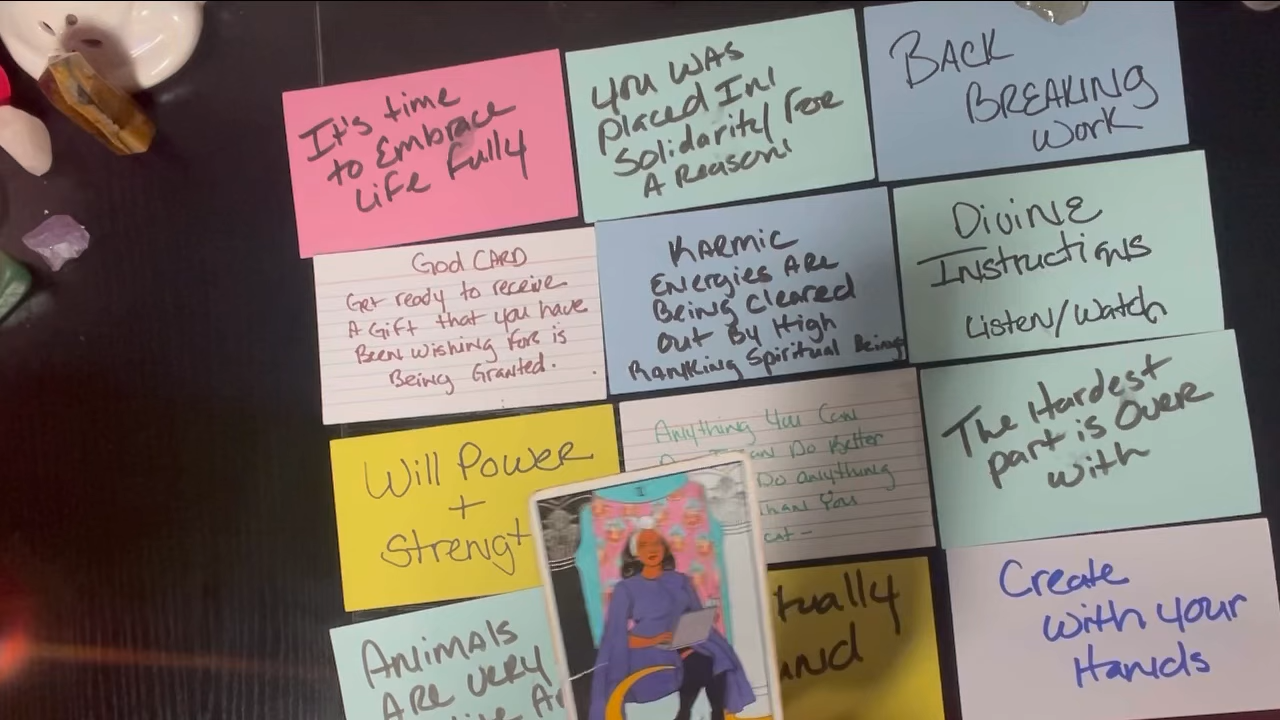 It's time
to Embrace
Life Fully
You was
placed In!
Solidarity For
A Reason!
BACK
BREAKING
Work
God CARD
Get ready to receive
A Gift that you have
Been wishing for is
Being Granted.
KARMIC
Energies Are
Being Cleared
out By High
Ranking Spiritual Beings
Divine
Instructions
Listen/Watch
Will Power
+
Strengt
Anything You Can
Do Better
Do anything
Than You
The Hardest
part is Over
with
Animals
Are very
tually
Create
with your
Hands